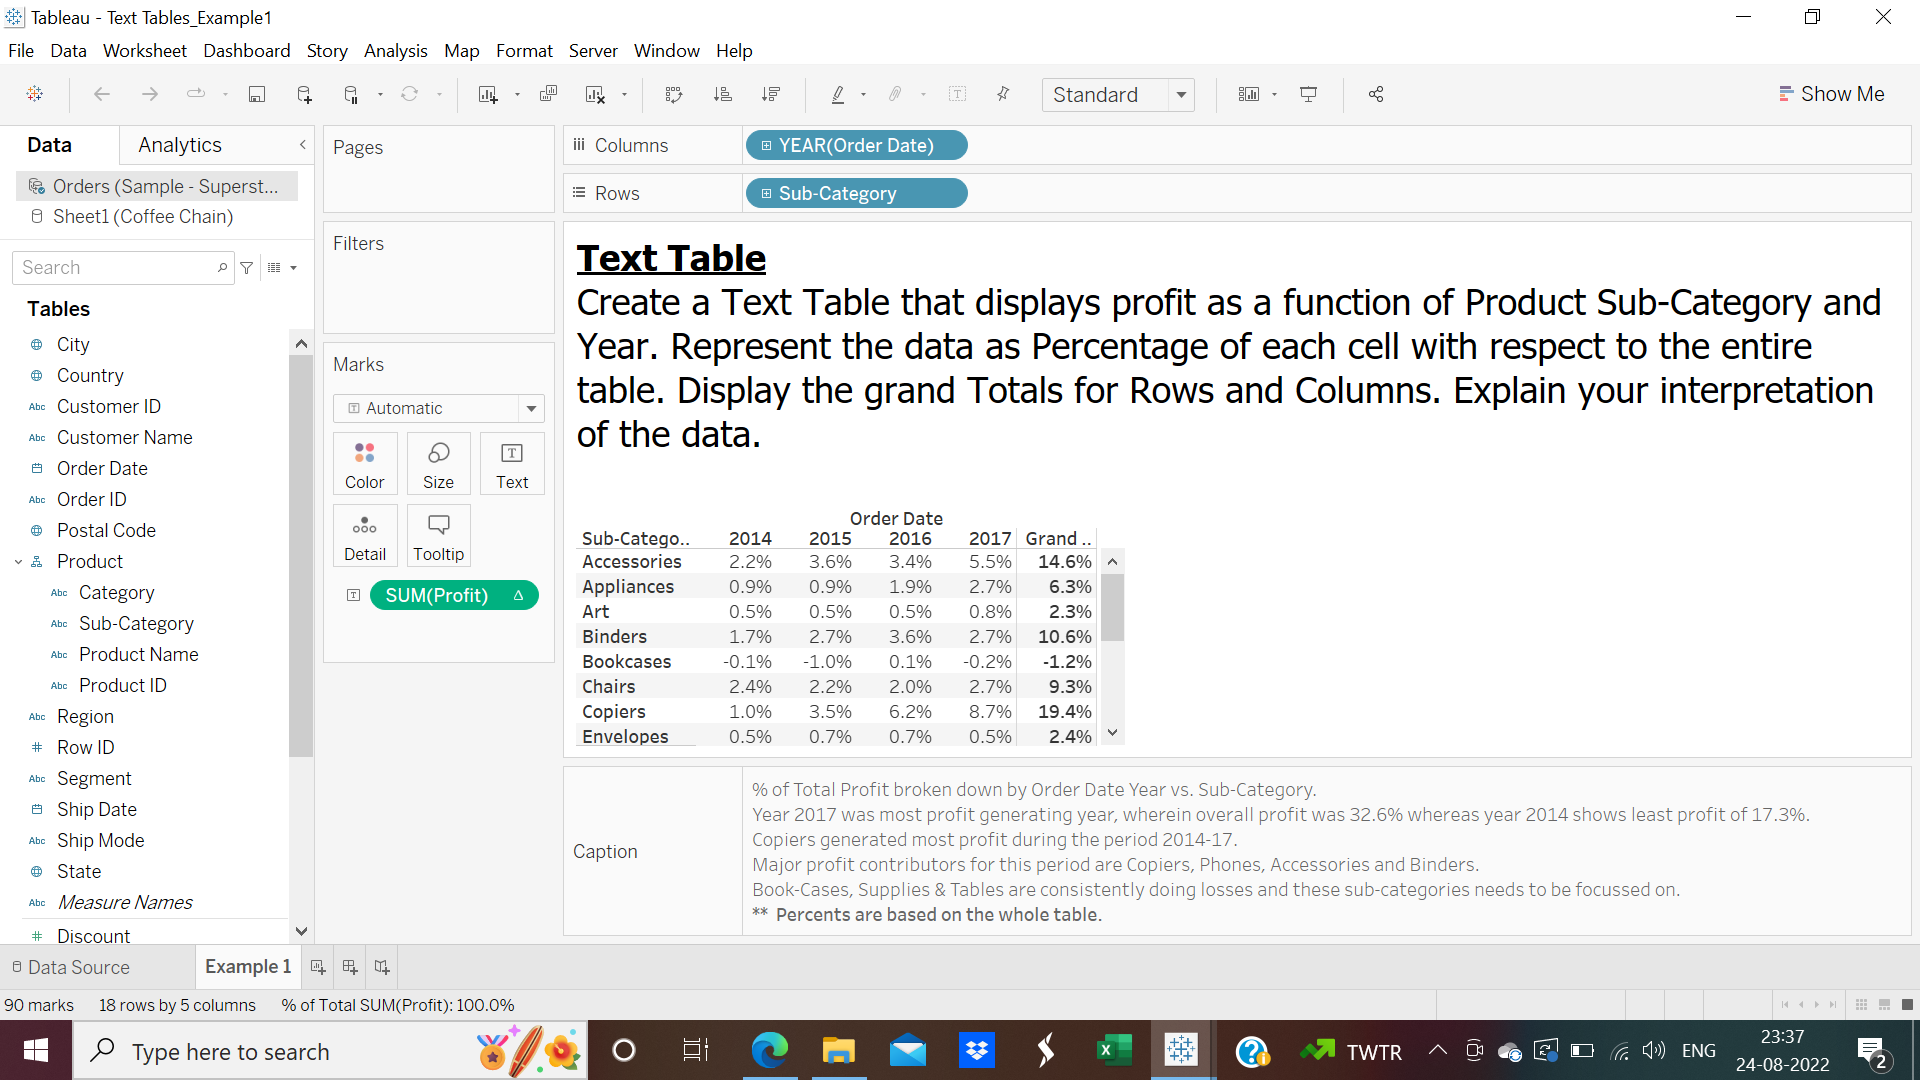 Tableau - Text Tables_Example1
File Data Worksheet Dashboard Story Analysis Map Format Server Window Help
Standard
Show Me
Data Analytics
Orders (Sample - Superst...
Sheet1 (Coffee Chain)
Search
Tables
City
Country
Abc Customer ID
Abc Customer Name
Order Date
Abc Order ID
Postal Code
Product
Abc Category
Abc Sub-Category
Abc Product Name
Abc Product ID
Abc Region
# Row ID
Abc Segment
Ship Date
Abc Ship Mode
State
Abc Measure Names
# Discount
Pages
Filters
Marks
Automatic
Color Size Text
Detail Tooltip
SUM(Profit) Δ
Columns YEAR(Order Date)
Rows Sub-Category
Text Table
Create a Text Table that displays profit as a function of Product Sub-Category and
Year. Represent the data as Percentage of each cell with respect to the entire
table. Display the grand Totals for Rows and Columns. Explain your interpretation
of the data.
Order Date
Sub-Catego.. 2014 2015 2016 2017 Grand ..
Accessories 2.2% 3.6% 3.4% 5.5% 14.6%
Appliances 0.9% 0.9% 1.9% 2.7% 6.3%
Art 0.5% 0.5% 0.5% 0.8% 2.3%
Binders 1.7% 2.7% 3.6% 2.7% 10.6%
Bookcases -0.1% -1.0% 0.1% -0.2% -1.2%
Chairs 2.4% 2.2% 2.0% 2.7% 9.3%
Copiers 1.0% 3.5% 6.2% 8.7% 19.4%
Envelopes 0.5% 0.7% 0.7% 0.5% 2.4%
Caption
% of Total Profit broken down by Order Date Year vs. Sub-Category.
Year 2017 was most profit generating year, wherein overall profit was 32.6% whereas year 2014 shows least profit of 17.3%.
Copiers generated most profit during the period 2014-17.
Major profit contributors for this period are Copiers, Phones, Accessories and Binders.
Book-Cases, Supplies & Tables are consistently doing losses and these sub-categories needs to be focussed on.
** Percents are based on the whole table.
Data Source Example 1
90 marks 18 rows by 5 columns % of Total SUM(Profit): 100.0%
Type here to search
TWTR
ENG
23:37
24-08-2022
2